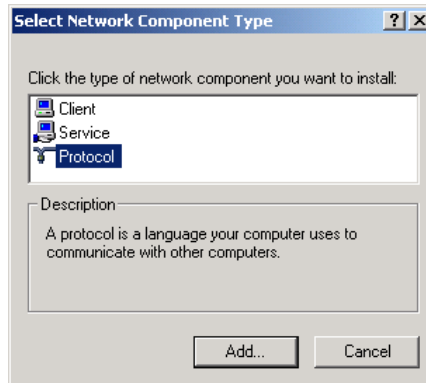 Select Network Component Type
Click the type of network component you want to install:
Client
Service
Protocol
Description
A protocol is a language your computer uses to
communicate with other computers.
Add...
Cancel